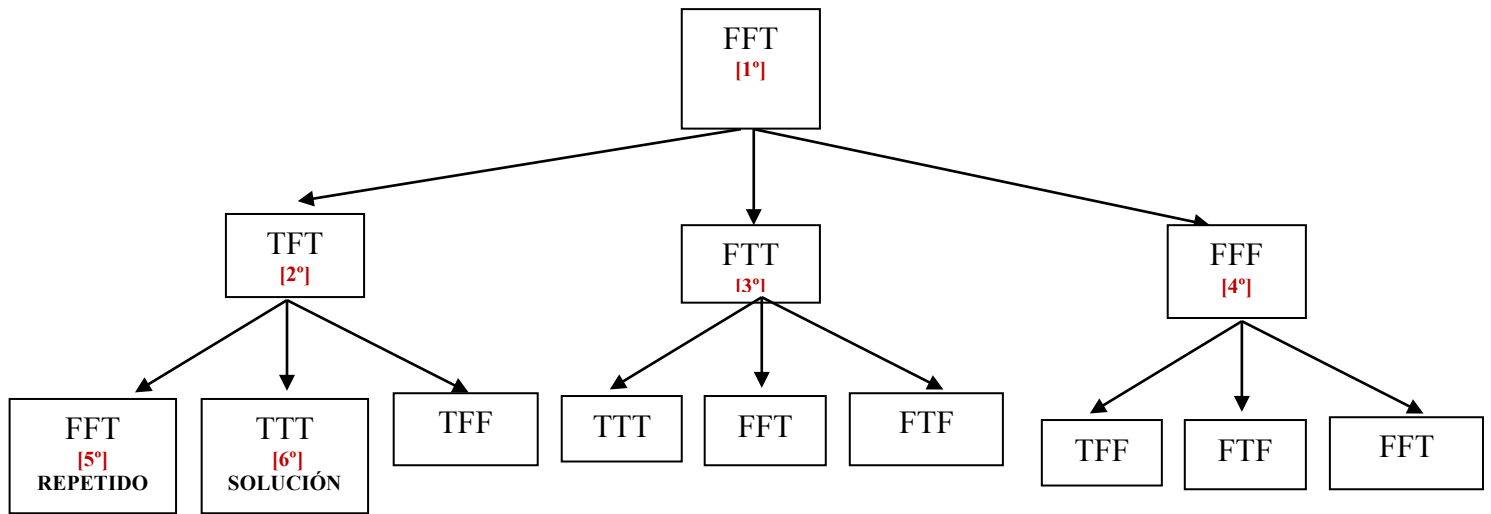 FFT
[1º]
TFT
[2º]
FTT
[3º]
FFF
[4º]
FFT
[5º]
REPETIDO
TTT
[6º]
SOLUCIÓN
TFF
TTT
FFT
FTF
TFF
FTF
FFT